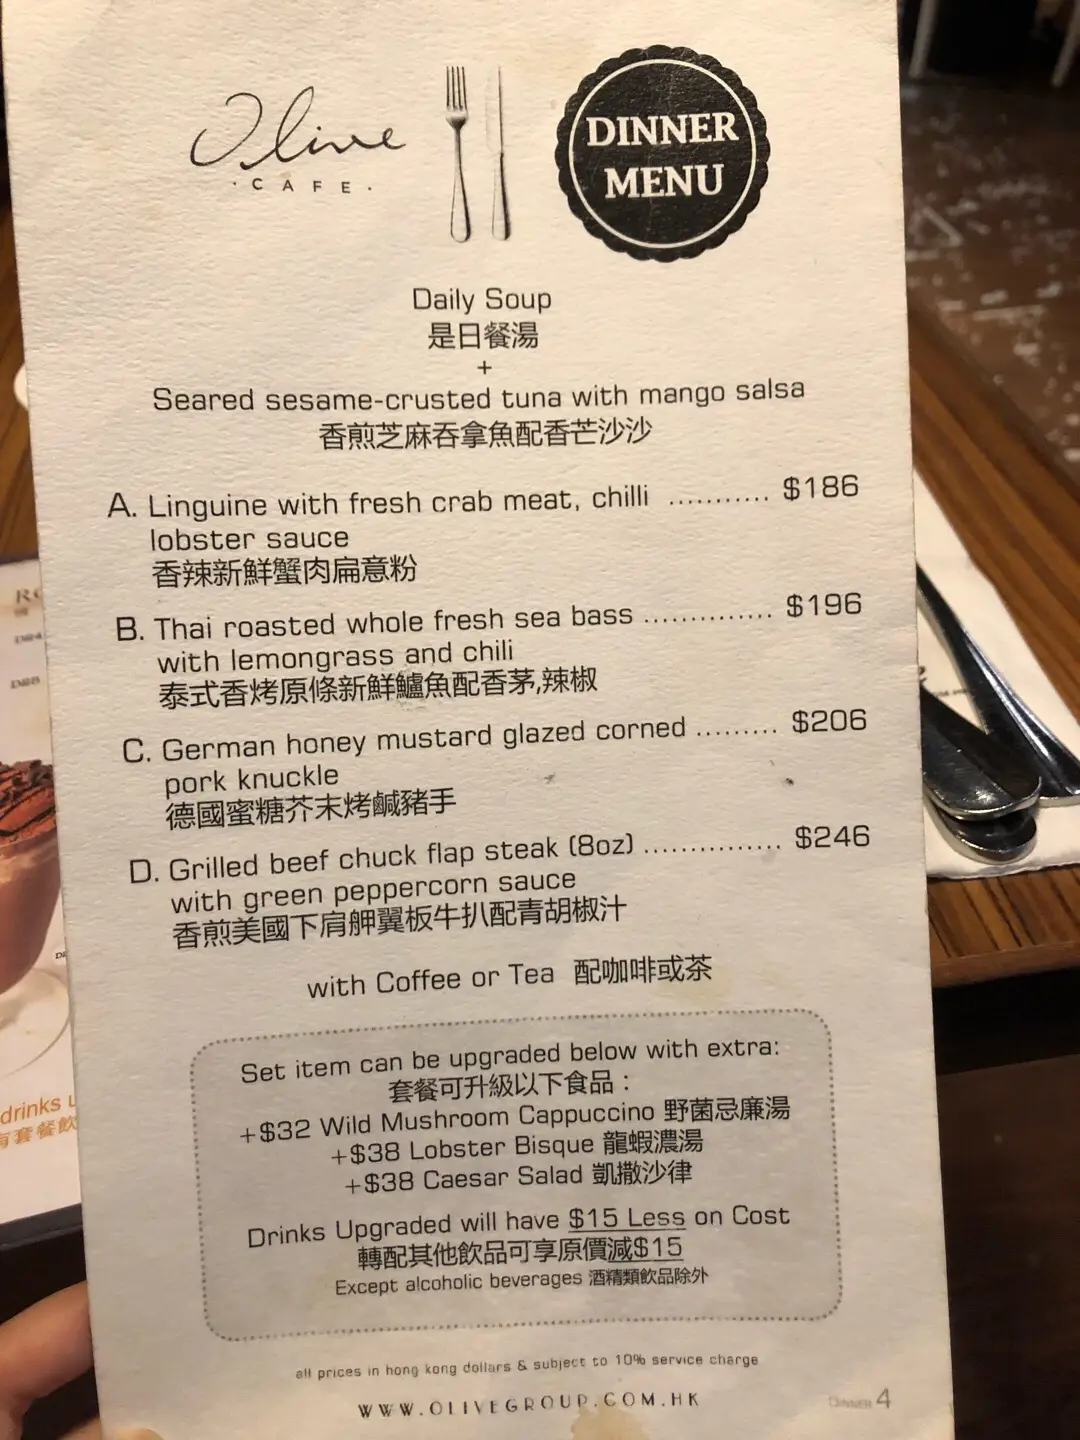 Olive
· CAFE ·
DINNER
MENU
Daily Soup
是日餐湯
+
Seared sesame-crusted tuna with mango salsa
香煎芝麻吞拿魚配香芒沙沙
A. Linguine with fresh crab meat, chilli ........... $186
lobster sauce
香辣新鮮蟹肉扁意粉
B. Thai roasted whole fresh sea bass .............. $196
with lemongrass and chili
泰式香烤原條新鮮鱸魚配香茅,辣椒
C. German honey mustard glazed corned ......... $206
pork knuckle
德國蜜糖芥末烤鹹豬手
D. Grilled beef chuck flap steak (8oz) ............... $246
with green peppercorn sauce
香煎美國下肩胛翼板牛扒配青胡椒汁
with Coffee or Tea 配咖啡或茶
Set item can be upgraded below with extra:
套餐可升級以下食品：
+$32 Wild Mushroom Cappuccino 野菌忌廉湯
+$38 Lobster Bisque 龍蝦濃湯
+$38 Caesar Salad 凱撒沙律
Drinks Upgraded will have $15 Less on Cost
轉配其他飲品可享原價減$15
Except alcoholic beverages 酒精類飲品除外
all prices in hong kong dollars & subject to 10% service charge
WWW.OLIVEGROUP.COM.HK
DINNER 4
drinks
有套餐飲